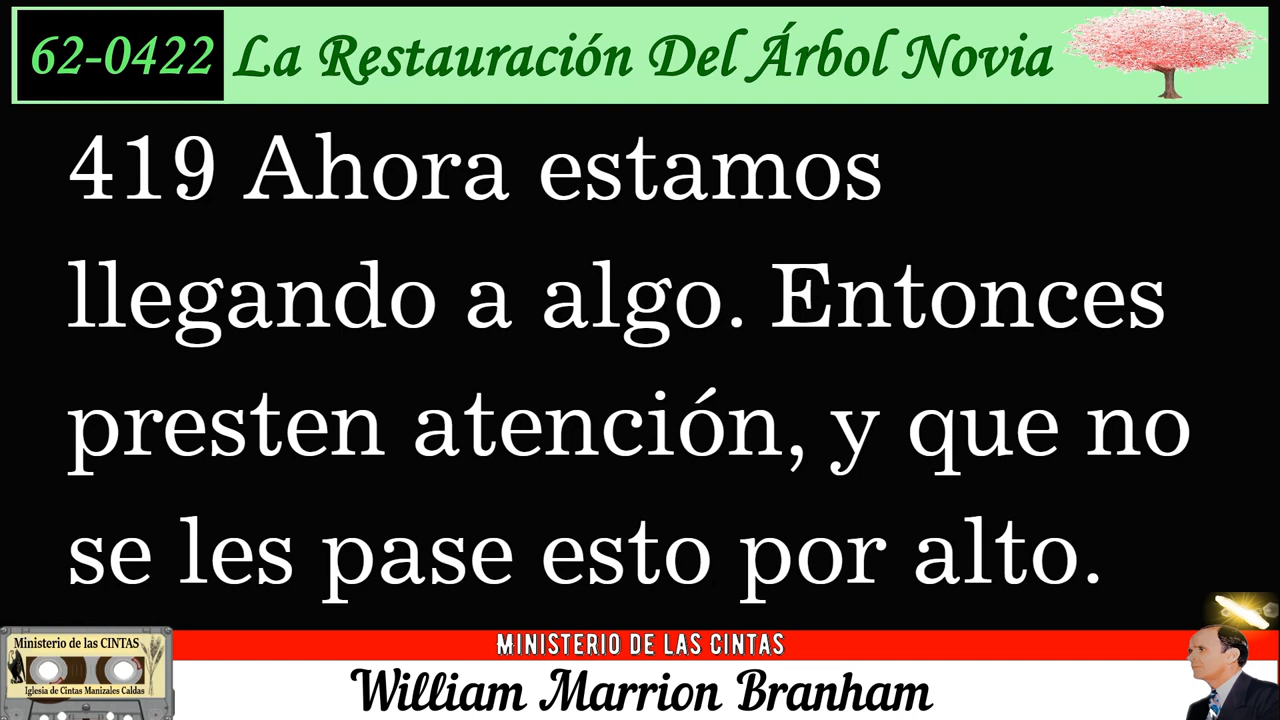 62-0422 La Restauración Del Árbol Novia
419 Ahora estamos
llegando a algo. Entonces
presten atención, y que no
se les pase esto por alto.
MINISTERIO DE LAS CINTAS
Ministerio de las CINTAS
Iglesia de Cintas Manizales Caldas
William Marrion Branham